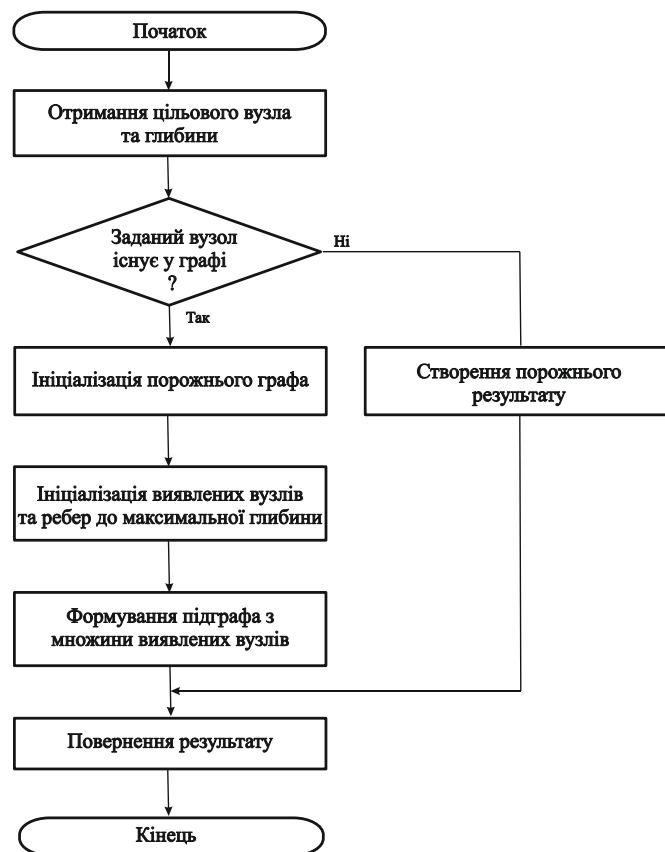 Початок
Отримання цільового вузла
та глибини
Заданий вузол
існує у графі
?
Ні
Так
Ініціалізація порожнього графа
Створення порожнього
результату
Ініціалізація виявлених вузлів
та ребер до максимальної глибини
Формування підграфа з
множини виявлених вузлів
Повернення результату
Кінець